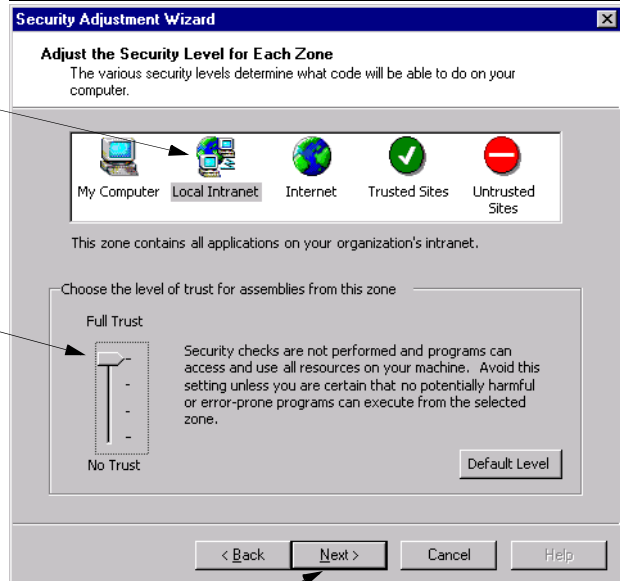 Security Adjustment Wizard
Adjust the Security Level for Each Zone
The various security levels determine what code will be able to do on your
computer.
My Computer
Local Intranet
Internet
Trusted Sites
Untrusted
Sites
This zone contains all applications on your organization's intranet.
Choose the level of trust for assemblies from this zone
Full Trust
Security checks are not performed and programs can
access and use all resources on your machine. Avoid this
setting unless you are certain that no potentially harmful
or error-prone programs can execute from the selected
zone.
No Trust
Default Level
< Back
Next >
Cancel
Help